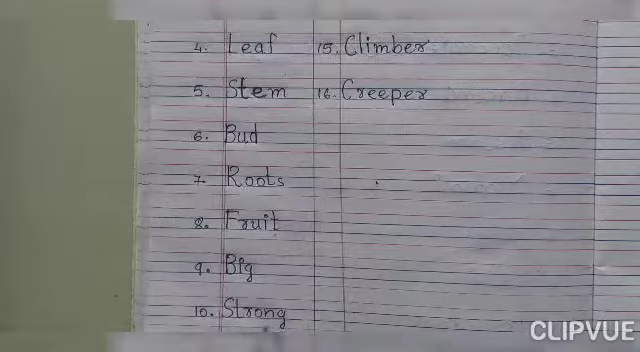 4. Leaf 15. Climber
5. Stem 16. Creeper
6. Bud
7. Roots
8. Fruit
9. Big
10. Strong
CLIPVUE